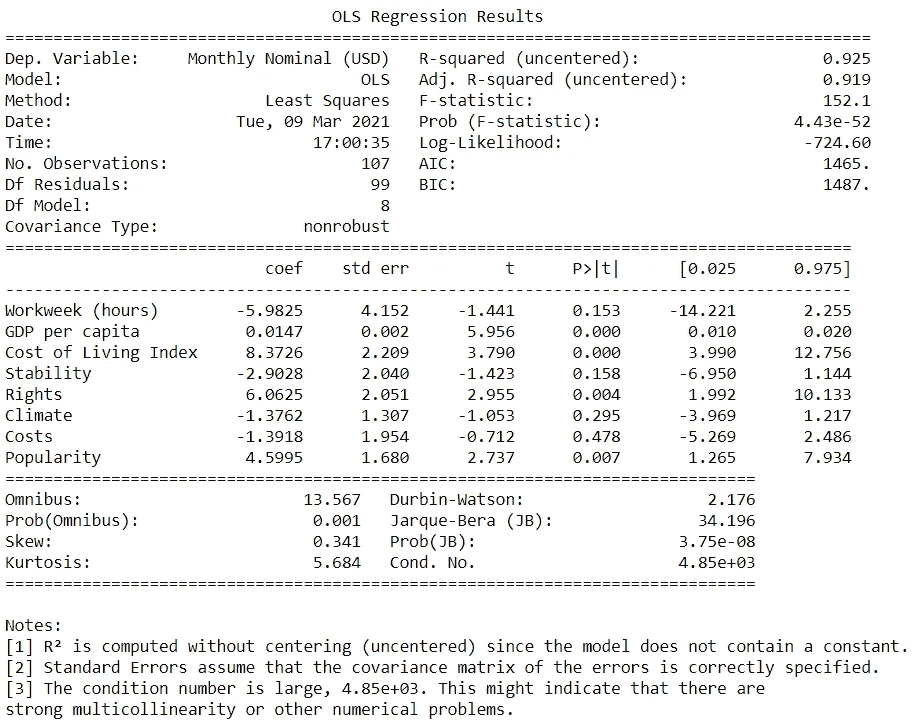 OLS Regression Results
==============================================================================
Dep. Variable: Monthly Nominal (USD) R-squared (uncentered): 0.925
Model: OLS Adj. R-squared (uncentered): 0.919
Method: Least Squares F-statistic: 152.1
Date: Tue, 09 Mar 2021 Prob (F-statistic): 4.43e-52
Time: 17:00:35 Log-Likelihood: -724.60
No. Observations: 107 AIC: 1465.
Df Residuals: 99 BIC: 1487.
Df Model: 8
Covariance Type: nonrobust
==============================================================================
coef std err t P>|t| [0.025 0.975]
------------------------------------------------------------------------------
Workweek (hours) -5.9825 4.152 -1.441 0.153 -14.221 2.255
GDP per capita 0.0147 0.002 5.956 0.000 0.010 0.020
Cost of Living Index 8.3726 2.209 3.790 0.000 3.990 12.756
Stability -2.9028 2.040 -1.423 0.158 -6.950 1.144
Rights 6.0625 2.051 2.955 0.004 1.992 10.133
Climate -1.3762 1.307 -1.053 0.295 -3.969 1.217
Costs -1.3918 1.954 -0.712 0.478 -5.269 2.486
Popularity 4.5995 1.680 2.737 0.007 1.265 7.934
==============================================================================
Omnibus: 13.567 Durbin-Watson: 2.176
Prob(Omnibus): 0.001 Jarque-Bera (JB): 34.196
Skew: 0.341 Prob(JB): 3.75e-08
Kurtosis: 5.684 Cond. No. 4.85e+03
==============================================================================
Notes:
[1] R² is computed without centering (uncentered) since the model does not contain a constant.
[2] Standard Errors assume that the covariance matrix of the errors is correctly specified.
[3] The condition number is large, 4.85e+03. This might indicate that there are
strong multicollinearity or other numerical problems.